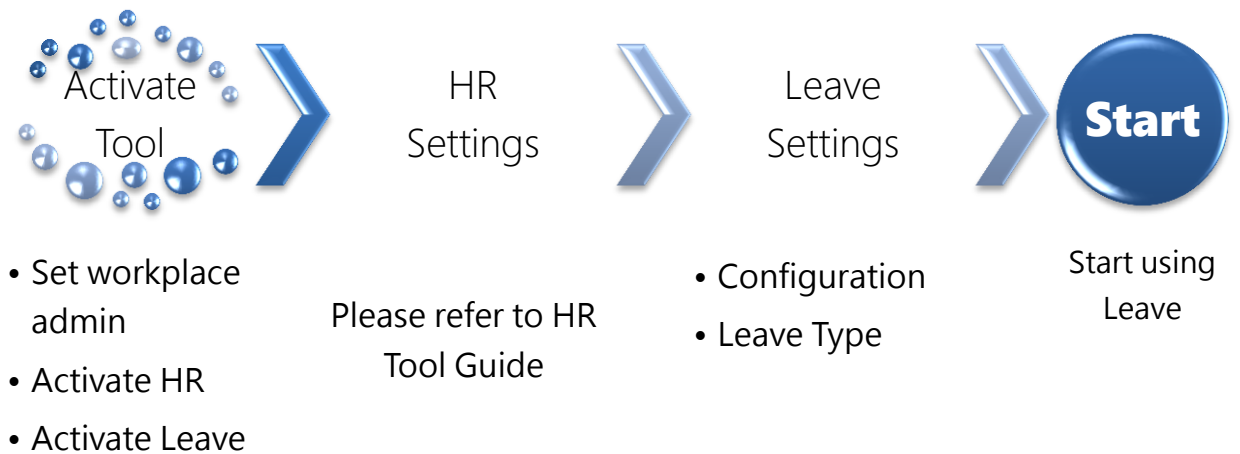 Activate
Tool
HR
Settings
Leave
Settings
Start
• Set workplace
admin
• Activate HR
• Activate Leave
Please refer to HR
Tool Guide
• Configuration
• Leave Type
Start using
Leave